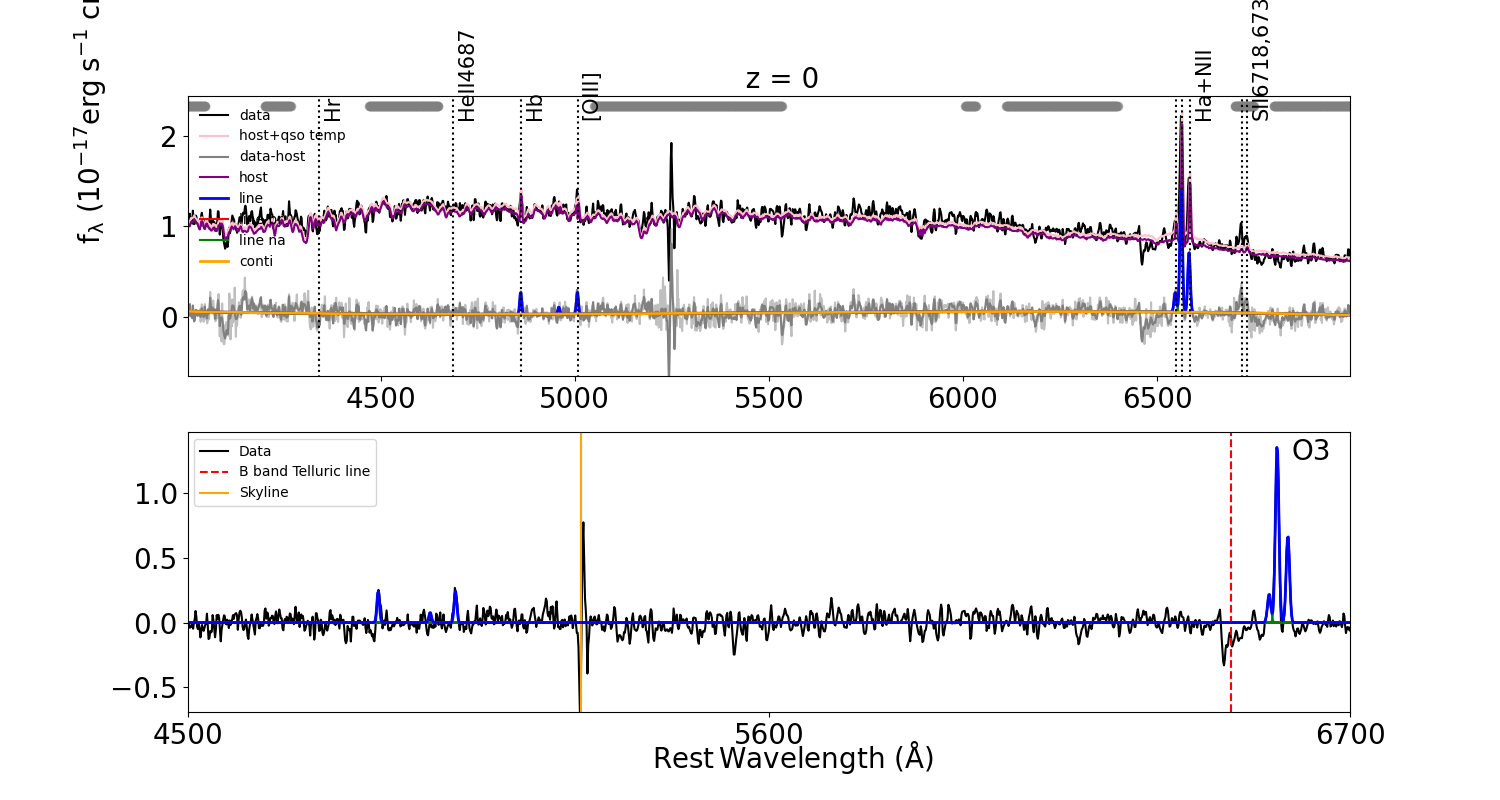 z = 0
f_λ (10^{-17} erg s^{-1} c
Hr
HeII4687
Hb
[OIII]
Ha+NII
SII6718,673
data
host+qso temp
data-host
host
line
line na
conti
2
1
0
4500
5000
5500
6000
6500
Data
B band Telluric line
Skyline
O3
1.0
0.5
0.0
−0.5
4500
5600
6700
Rest Wavelength (Å)